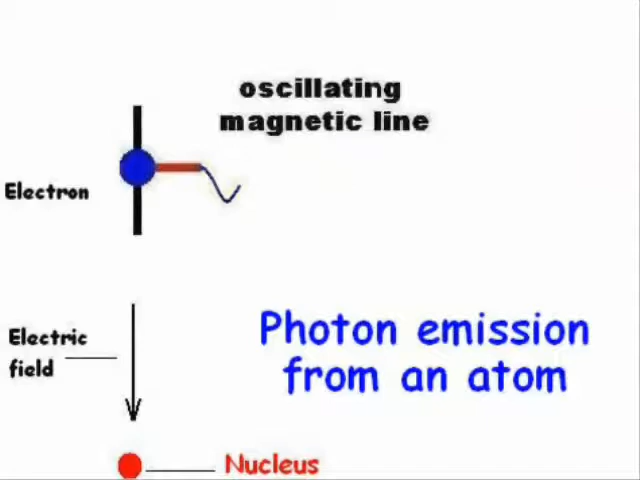 oscillating
magnetic line
Electron
Electric
field
Photon emission
from an atom
Nucleus